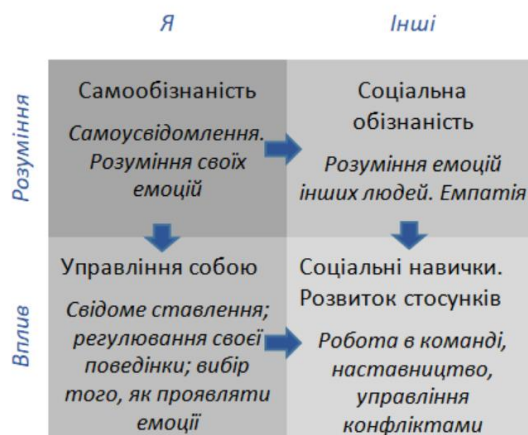 Я
Інші
Розуміння
Самообізнаність
Самоусвідомлення.
Розуміння своїх
емоцій
Соціальна
обізнаність
Розуміння емоцій
інших людей. Емпатія
Вплив
Управління собою
Свідоме ставлення;
регулювання своєї
поведінки; вибір
того, як проявляти
емоції
Соціальні навички.
Розвиток стосунків
Робота в команді,
наставництво,
управління
конфліктами